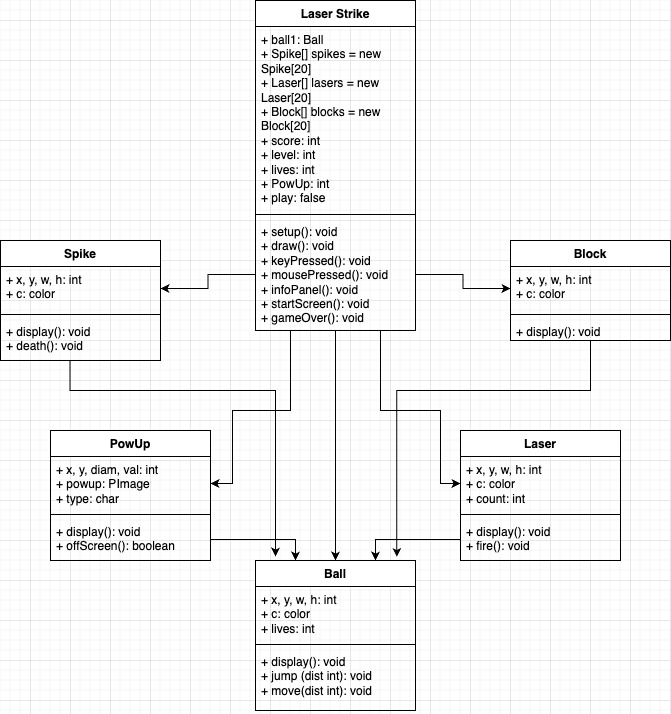 Laser Strike
+ ball1: Ball
+ Spike[] spikes = new
Spike[20]
+ Laser[] lasers = new
Laser[20]
+ Block[] blocks = new
Block[20]
+ score: int
+ level: int
+ lives: int
+ PowUp: int
+ play: false
+ setup(): void
+ draw(): void
+ keyPressed(): void
+ mousePressed(): void
+ infoPanel(): void
+ startScreen(): void
+ gameOver(): void
Spike
+ x, y, w, h: int
+ c: color
+ display(): void
+ death(): void
Block
+ x, y, w, h: int
+ c: color
+ display(): void
PowUp
+ x, y, diam, val: int
+ powup: PImage
+ type: char
+ display(): void
+ offScreen(): boolean
Laser
+ x, y, w, h: int
+ c: color
+ count: int
+ display(): void
+ fire(): void
Ball
+ x, y, w, h: int
+ c: color
+ lives: int
+ display(): void
+ jump (dist int): void
+ move(dist int): void